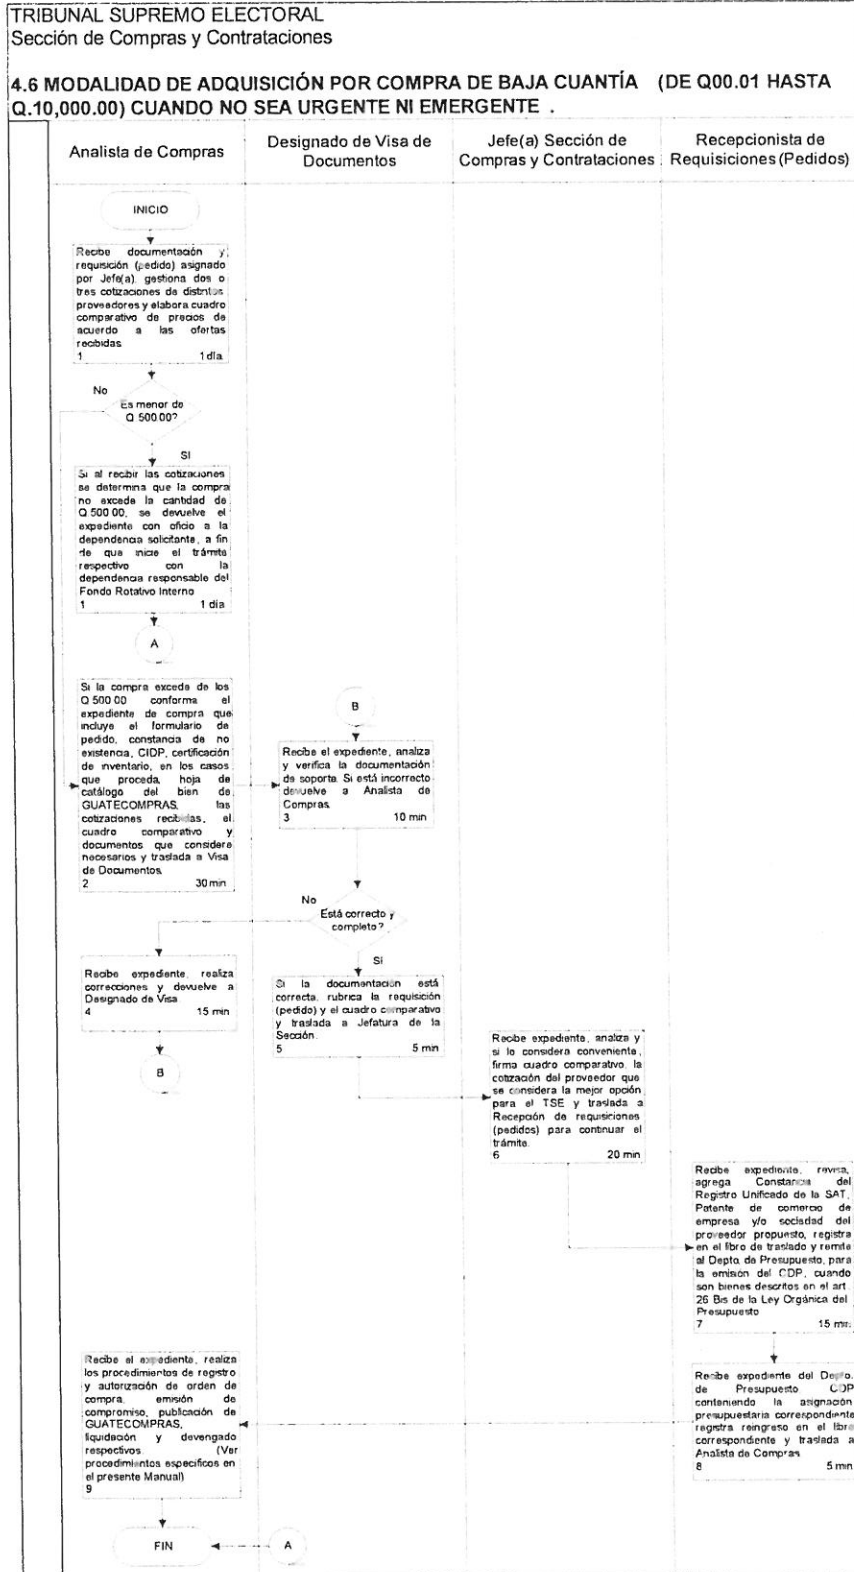 TRIBUNAL SUPREMO ELECTORAL
Sección de Compras y Contrataciones
4.6 MODALIDAD DE ADQUISICIÓN POR COMPRA DE BAJA CUANTÍA (DE Q00.01 HASTA
Q.10,000.00) CUANDO NO SEA URGENTE NI EMERGENTE .
Analista de Compras
Designado de Visa de
Documentos
Jefe(a) Sección de
Compras y Contrataciones
Recepcionista de
Requisiciones (Pedidos)
INICIO
Recibe documentación y
requisición (pedido) asignado
por Jefe(a), gestiona dos o
tres cotizaciones de distintos
proveedores y elabora cuadro
comparativo de precios de
acuerdo a las ofertas
recibidas
1 1 día
No
Es menor de
Q 500.00?
SI
Si al recibir las cotizaciones
se determina que la compra
no excede la cantidad de
Q.500 00, se devuelve el
expediente con oficio a la
dependencia solicitante, a fin
de que inicie el trámite
respectivo con la
dependencia responsable del
Fondo Rotativo Interno
1 1 dia
A
Si la compra excede de los
Q 500 00 conforma el
expediente de compra que
incluye el formulario de
pedido, constancia de no
existencia, CIDP, certificación
de inventario, en los casos
que proceda, hoja de
catálogo del bien de
GUATECOMPRAS, las
cotizaciones recibidas, el
cuadro comparativo y
documentos que considere
necesarios y traslada a Visa
de Documentos
2 30 min
B
Recibe el expediente, analiza
y verifica la documentación
de soporte. Si está incorrecto
devuelve a Analista de
Compras
3 10 min
No
Está correcto y
completo?
Si
Recibe expediente, realiza
correcciones y devuelve a
Designado de Visa
4 15 min
B
Si la documentación está
correcta, rubrica la requisición
(pedido) y el cuadro comparativo
y traslada a Jefatura de la
Sección.
5 5 min
Recibe expediente, analiza y
si lo considera conveniente,
firma cuadro comparativo, la
cotización del proveedor que
se considera la mejor opción
para el TSE y traslada a
Recepción de requisiciones
(pedidos) para continuar el
trámite.
6 20 min
Recibe expediente, revisa,
agrega Constancia del
Registro Unificado de la SAT,
Patente de comercio de
empresa y/o sociedad del
proveedor propuesto, registra
en el libro de traslado y remite
al Depto. de Presupuesto, para
la emisión del CDP, cuando
son bienes descritos en el art.
26 Bis de la Ley Orgánica del
Presupuesto
7 15 min.
Recibe expediente del Depto.
de Presupuesto CDP
conteniendo la asignación
presupuestaria correspondiente
registra reingreso en el libro
correspondiente y traslada a
Analista de Compras
8 5 min
Recibe el expediente, realiza
los procedimientos de registro
y autorización de orden de
compra, emisión de
compromiso, publicación de
GUATECOMPRAS,
liquidación y devengado
respectivos. (Ver
procedimientos específicos en
el presente Manual)
9
FIN
A